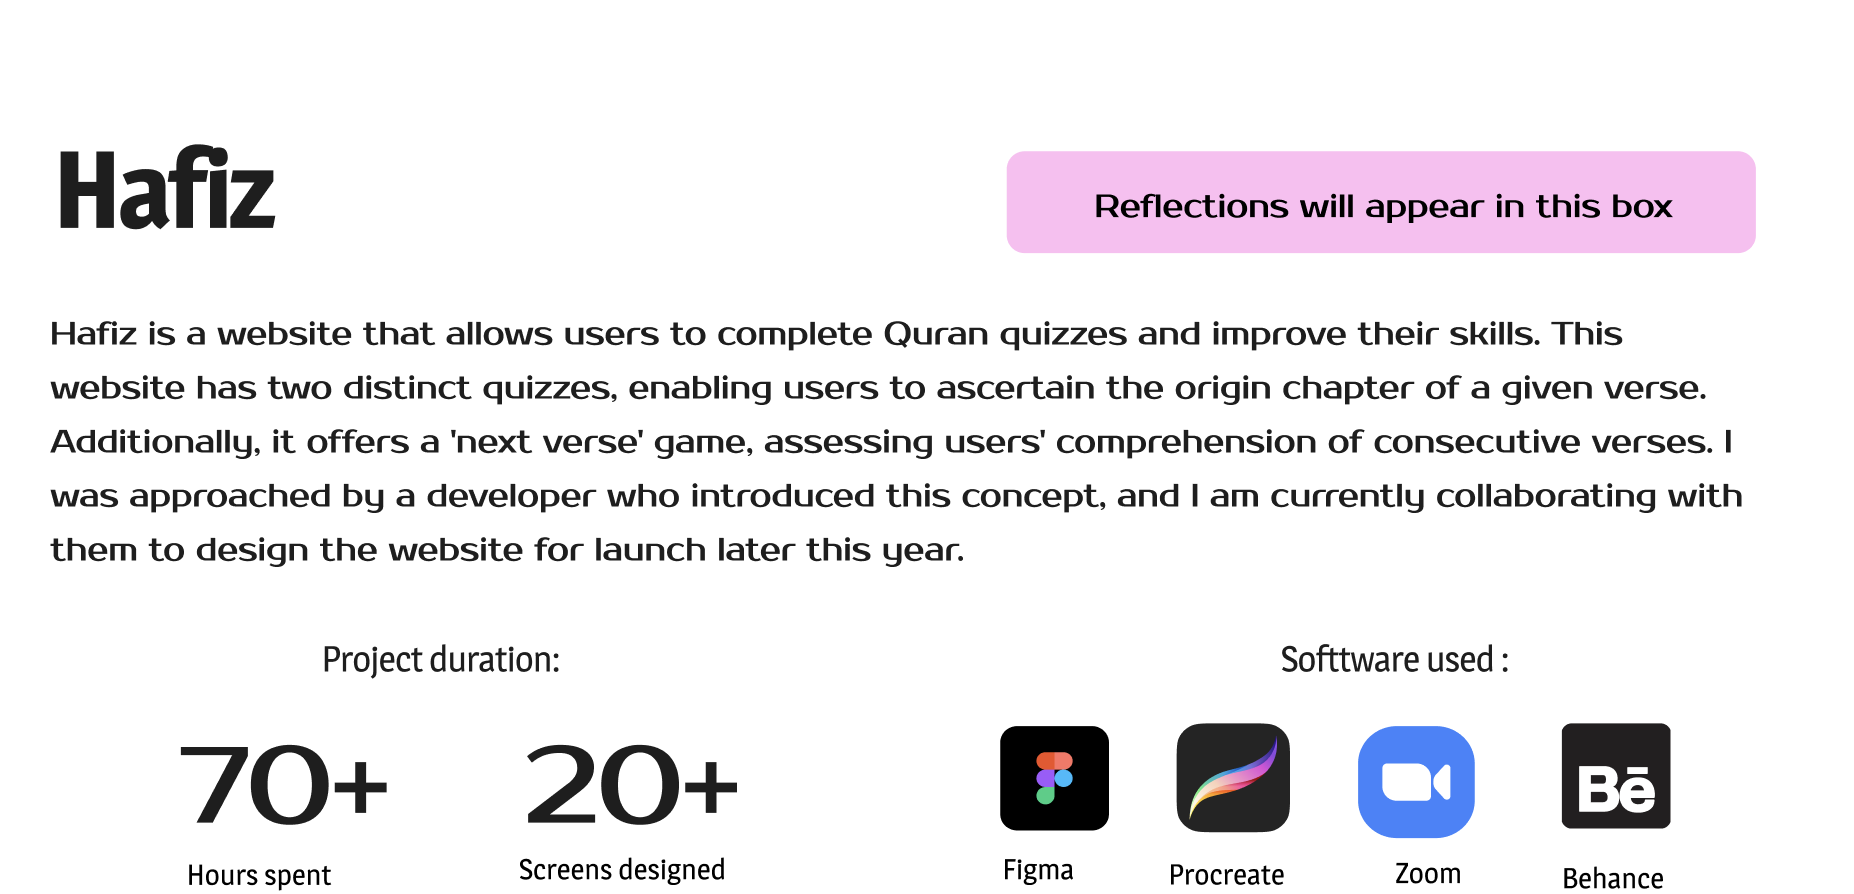 Hafiz
Reflections will appear in this box
Hafiz is a website that allows users to complete Quran quizzes and improve their skills. This
website has two distinct quizzes, enabling users to ascertain the origin chapter of a given verse.
Additionally, it offers a 'next verse' game, assessing users' comprehension of consecutive verses. I
was approached by a developer who introduced this concept, and I am currently collaborating with
them to design the website for launch later this year.
Project duration:
Softtware used :
70+
20+
Bē
Hours spent
Screens designed
Figma
Procreate
Zoom
Behance